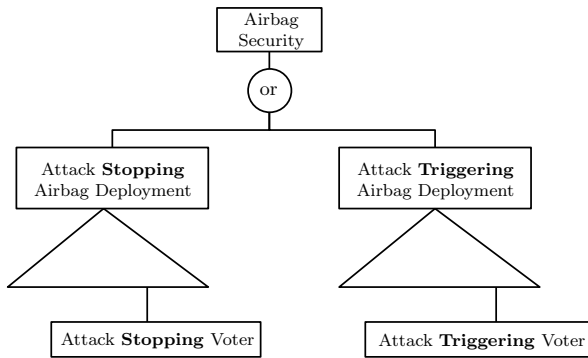 Airbag
Security
or
Attack Stopping
Airbag Deployment
Attack Triggering
Airbag Deployment
Attack Stopping Voter
Attack Triggering Voter